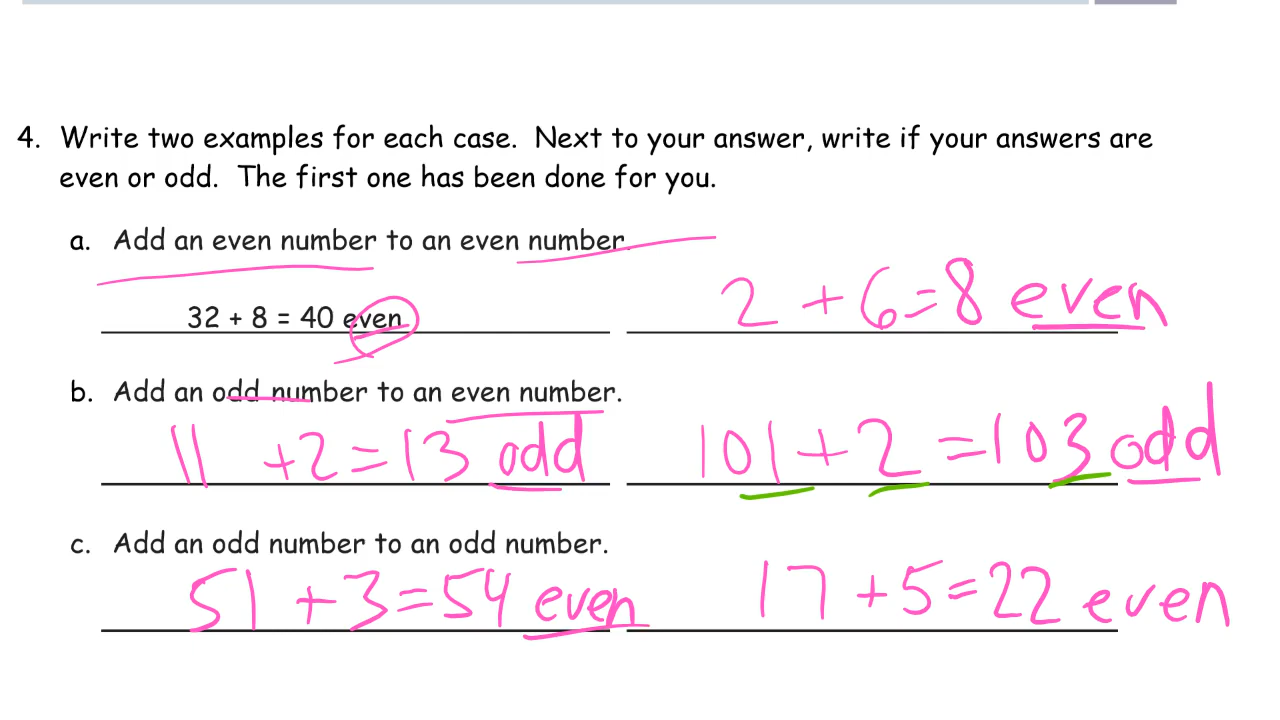 4. Write two examples for each case. Next to your answer, write if your answers are
even or odd. The first one has been done for you.
a. Add an even number to an even number.
32 + 8 = 40 even 2 + 6 = 8 even
b. Add an odd number to an even number.
11 + 2 = 13 odd 101 + 2 = 103 odd
c. Add an odd number to an odd number.
51 + 3 = 54 even 17 + 5 = 22 even